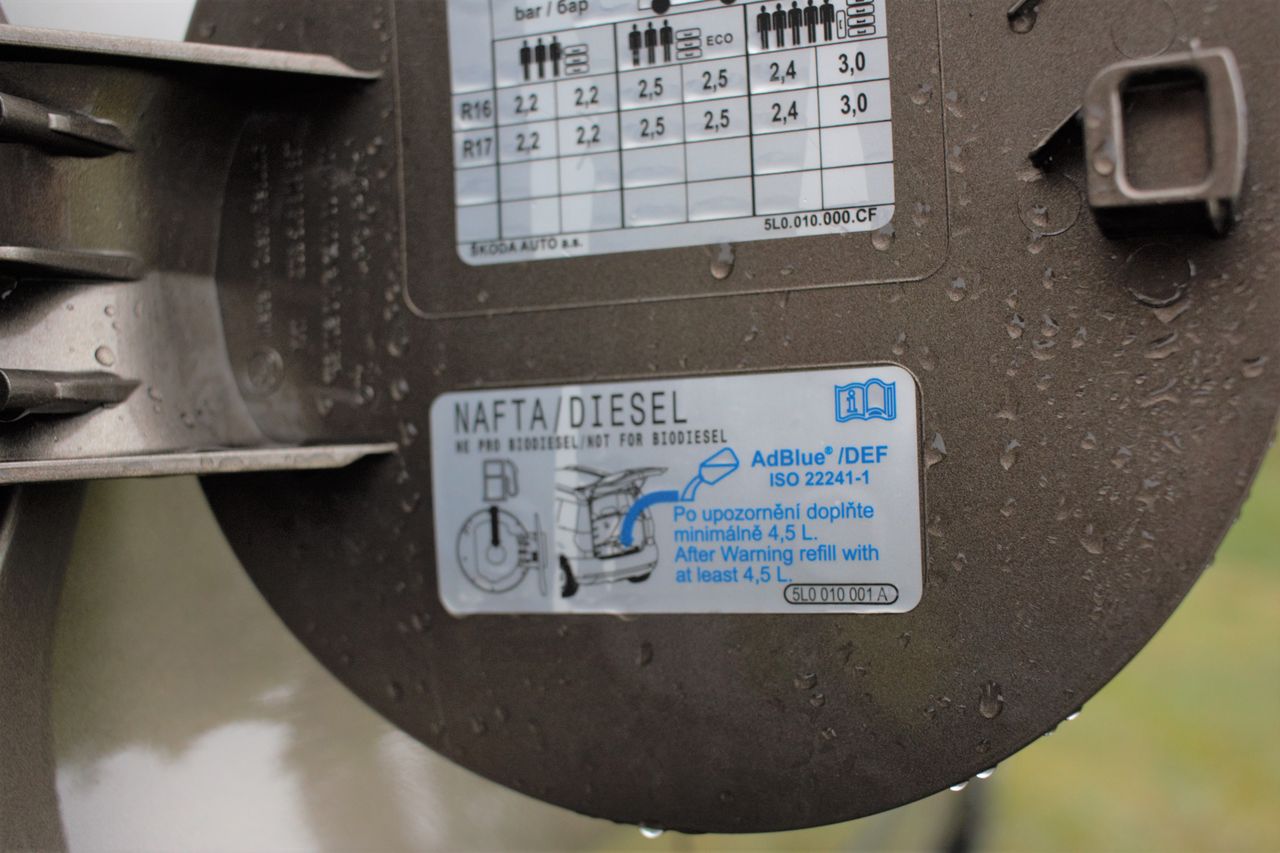 bar / бар
ECO
R16 2,2 2,2 2,5 2,5 2,4 3,0
R17 2,2 2,2 2,5 2,5 2,4 3,0
5L0.010.000.CF
ŠKODA AUTO a.s.
NAFTA/DIESEL
NE PRO BIODIESEL/NOT FOR BIODIESEL
i
AdBlue® /DEF
ISO 22241-1
Po upozornění doplňte
minimálně 4,5 L.
After Warning refill with
at least 4,5 L.
5L0 010 001 A